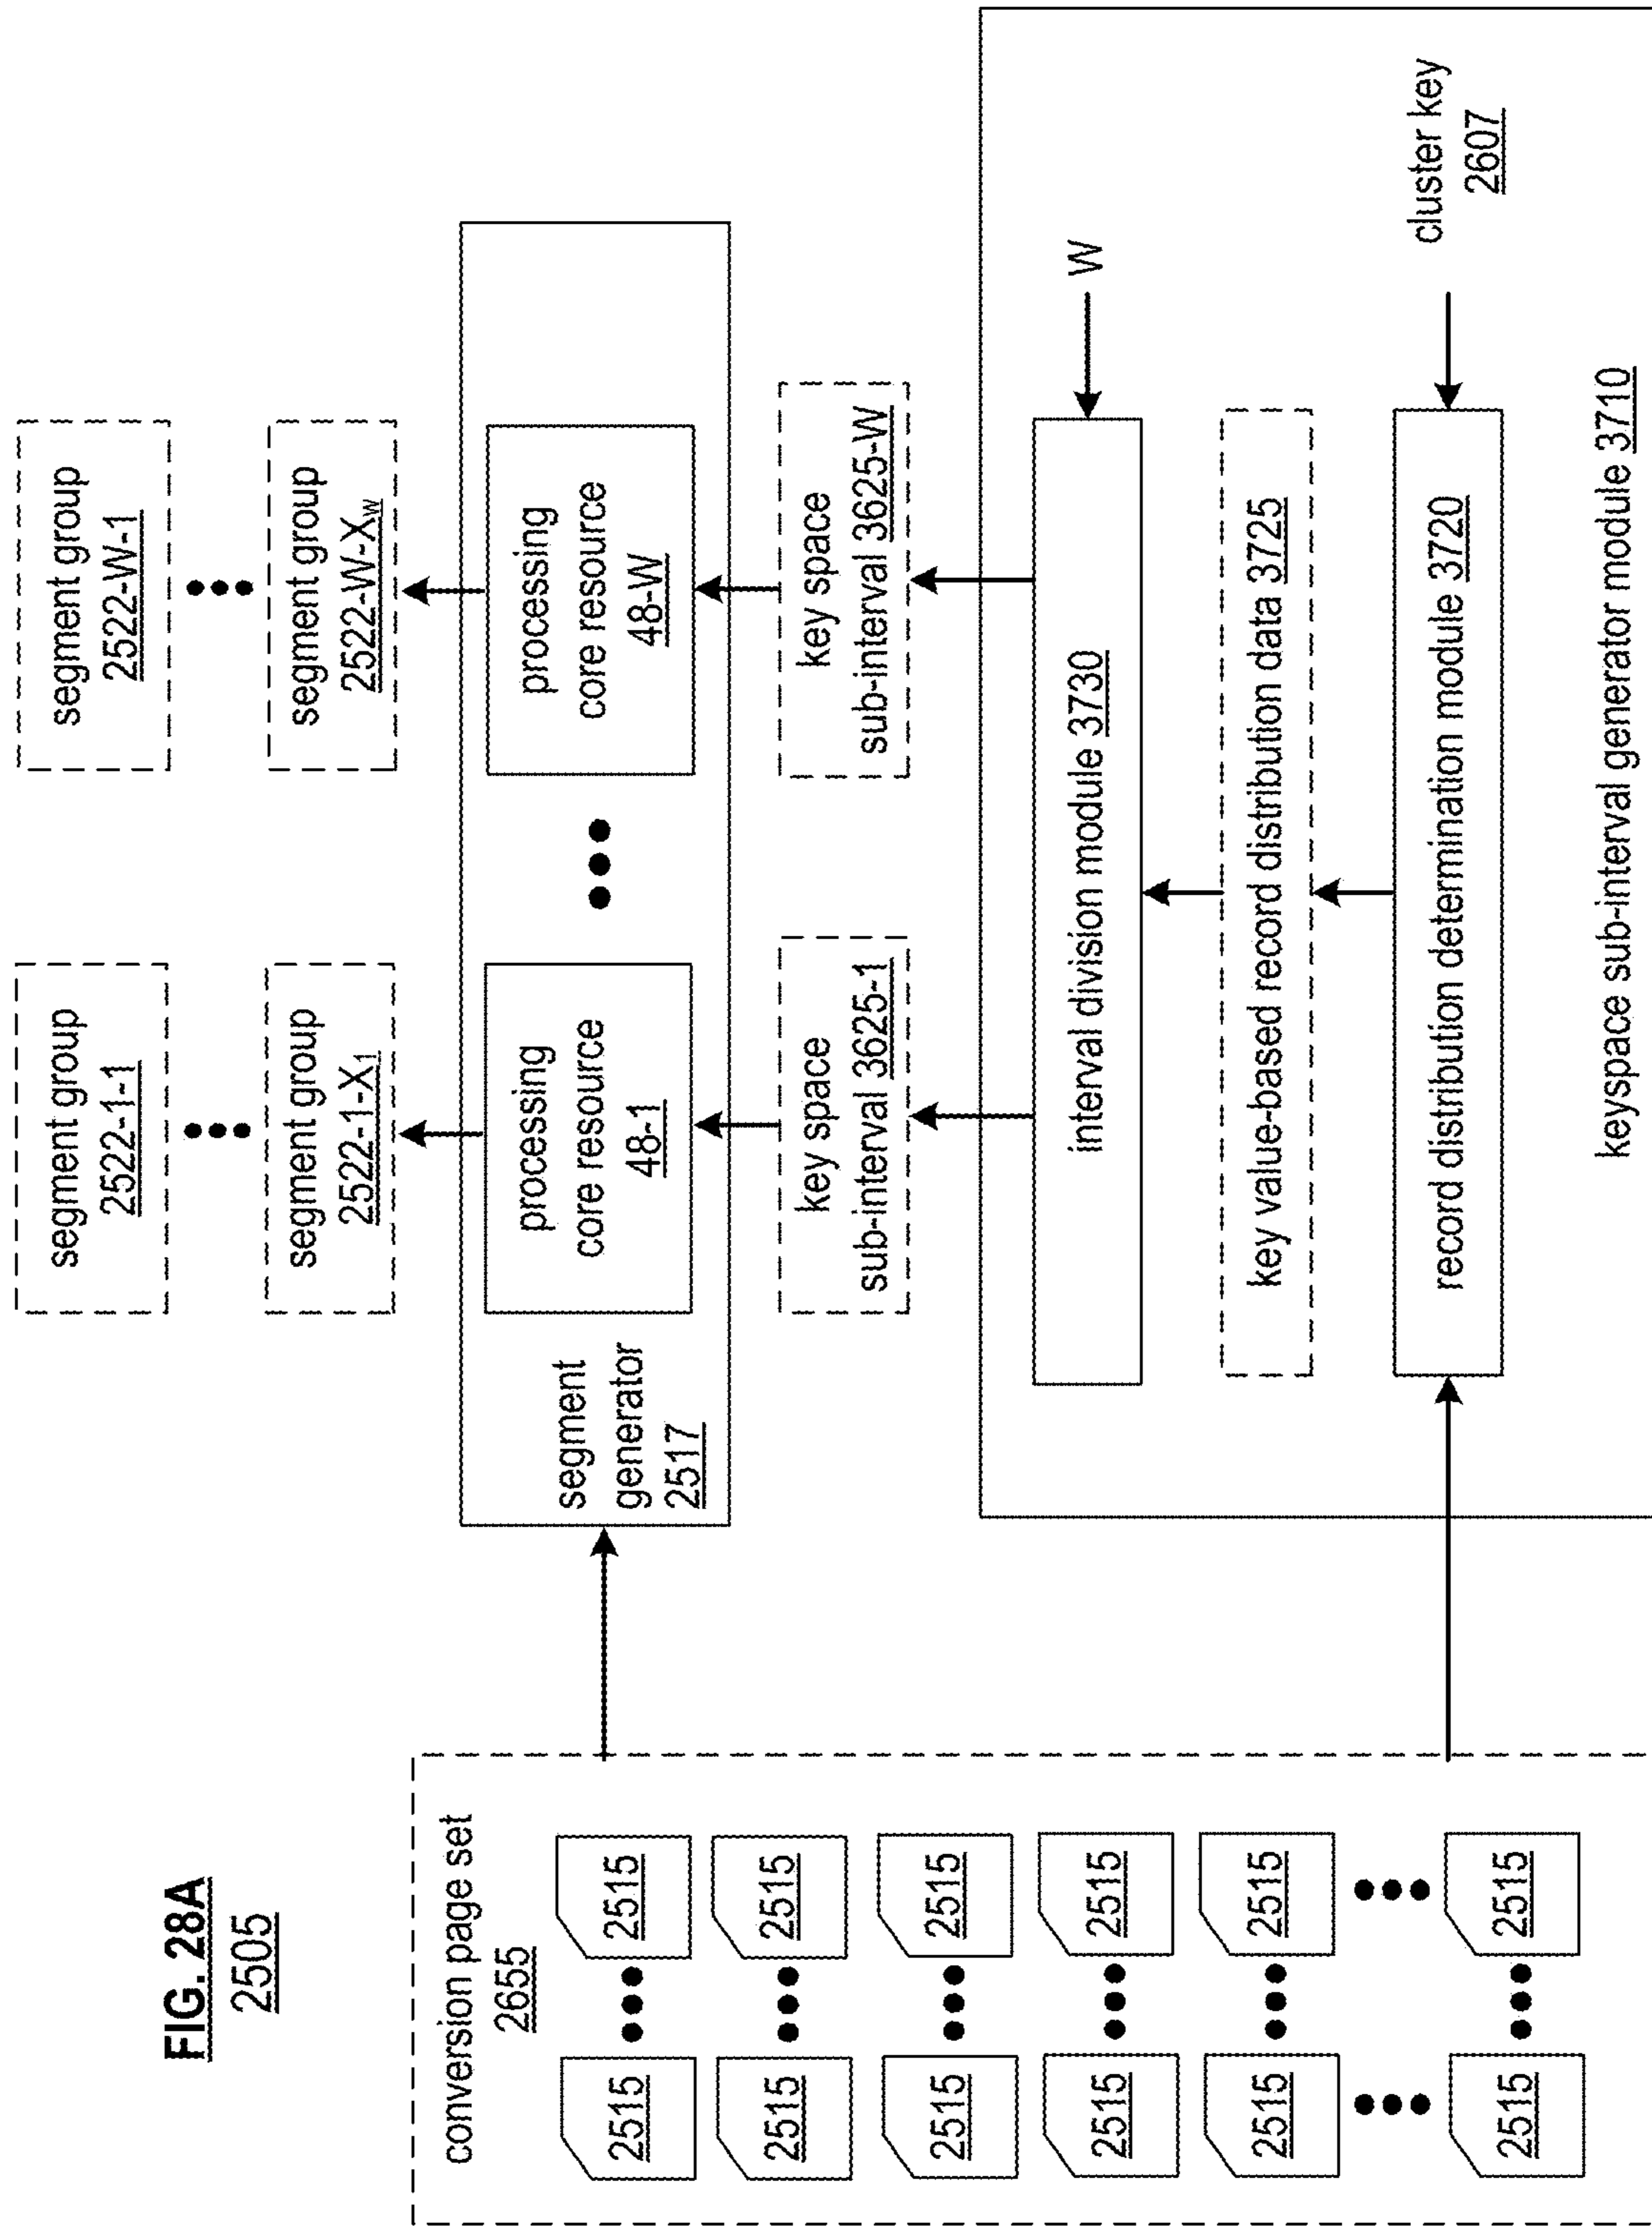 FIG. 28A
2505
conversion page set
2655
2515 2515
2515 2515
2515 2515
2515 2515
2515 2515
2515 2515
segment
generator
2517
segment group
2522-1-1
segment group
2522-1-X1
processing
core resource
48-1
key space
sub-interval 3625-1
segment group
2522-W-1
segment group
2522-W-XW
processing
core resource
48-W
key space
sub-interval 3625-W
interval division module 3730
W
key value-based record distribution data 3725
record distribution determination module 3720
cluster key
2607
keyspace sub-interval generator module 3710